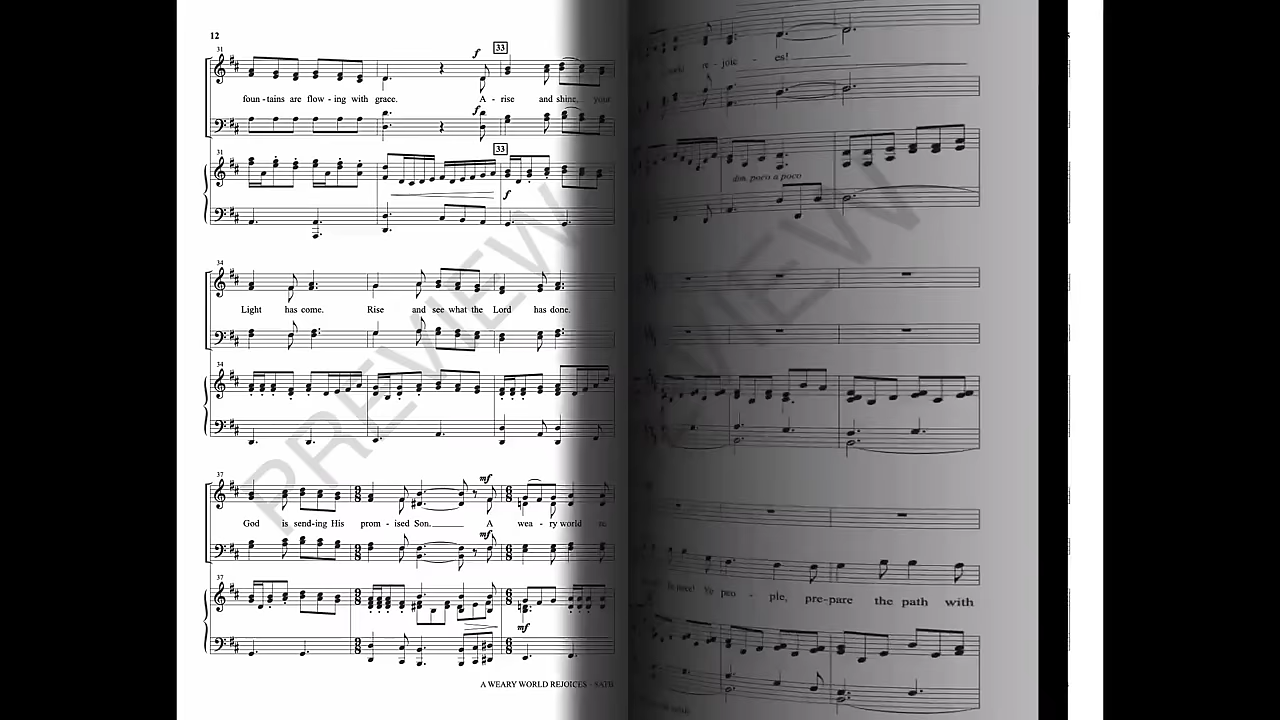 12
31
f
33
foun - tains are flow - ing with grace. A - rise and shine, your
f
31
33
f
34
Light has come. Rise and see what the Lord has done.
34
37
mf
God is send-ing His prom - ised Son. A wea - ry world
mf
37
mf
A WEARY WORLD REJOICES - SATB
PREVIEW
re - joic - es!
dim. poco a poco
Ye peo - ple, pre-pare the path with
PREVIEW